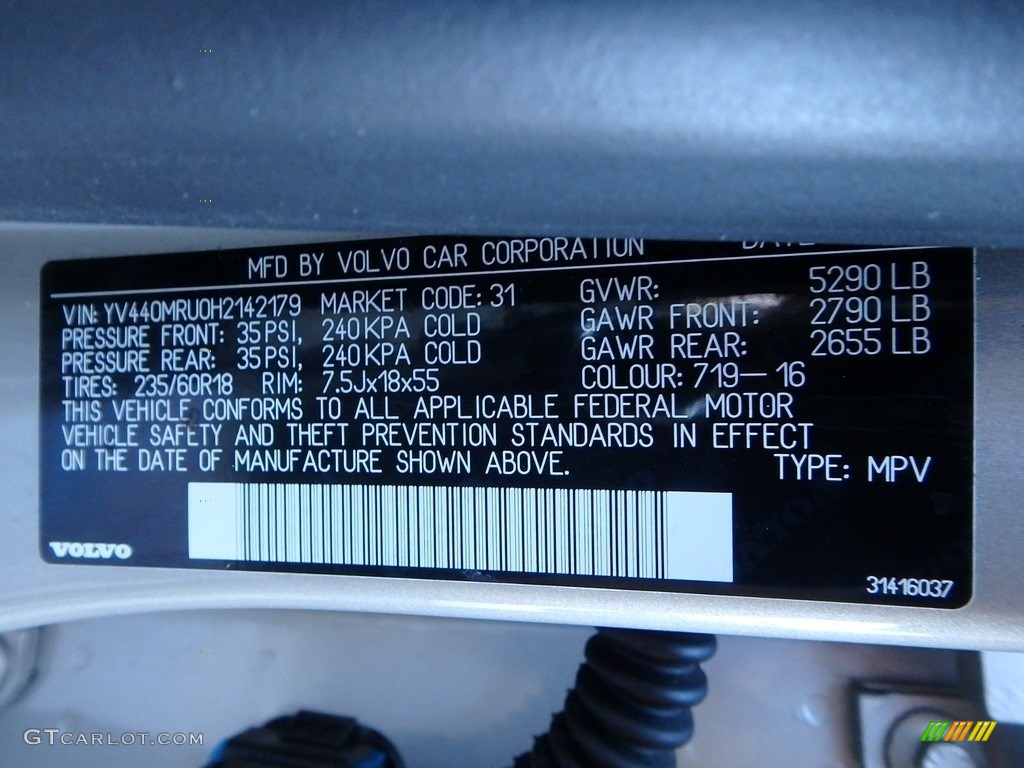 MFD BY VOLVO CAR CORPORATION
VIN: YV440MRU0H2142179 MARKET CODE: 31 GVWR: 5290 LB
PRESSURE FRONT: 35 PSI, 240 KPA COLD GAWR FRONT: 2790 LB
PRESSURE REAR: 35 PSI, 240 KPA COLD GAWR REAR: 2655 LB
TIRES: 235/60R18 RIM: 7.5Jx18x55 COLOUR: 719-16
THIS VEHICLE CONFORMS TO ALL APPLICABLE FEDERAL MOTOR
VEHICLE SAFETY AND THEFT PREVENTION STANDARDS IN EFFECT
ON THE DATE OF MANUFACTURE SHOWN ABOVE. TYPE: MPV
VOLVO
31416037
GTCARLOT.COM